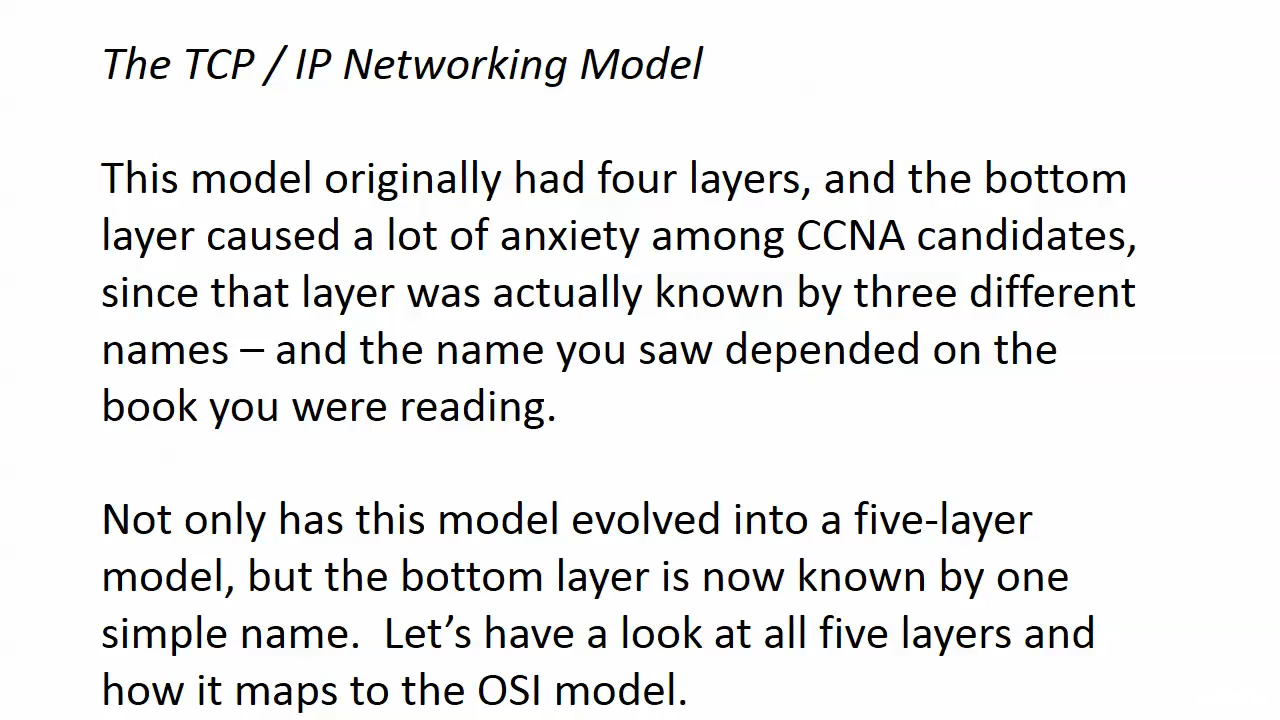 The TCP / IP Networking Model
This model originally had four layers, and the bottom
layer caused a lot of anxiety among CCNA candidates,
since that layer was actually known by three different
names – and the name you saw depended on the
book you were reading.
Not only has this model evolved into a five-layer
model, but the bottom layer is now known by one
simple name.  Let’s have a look at all five layers and
how it maps to the OSI model.